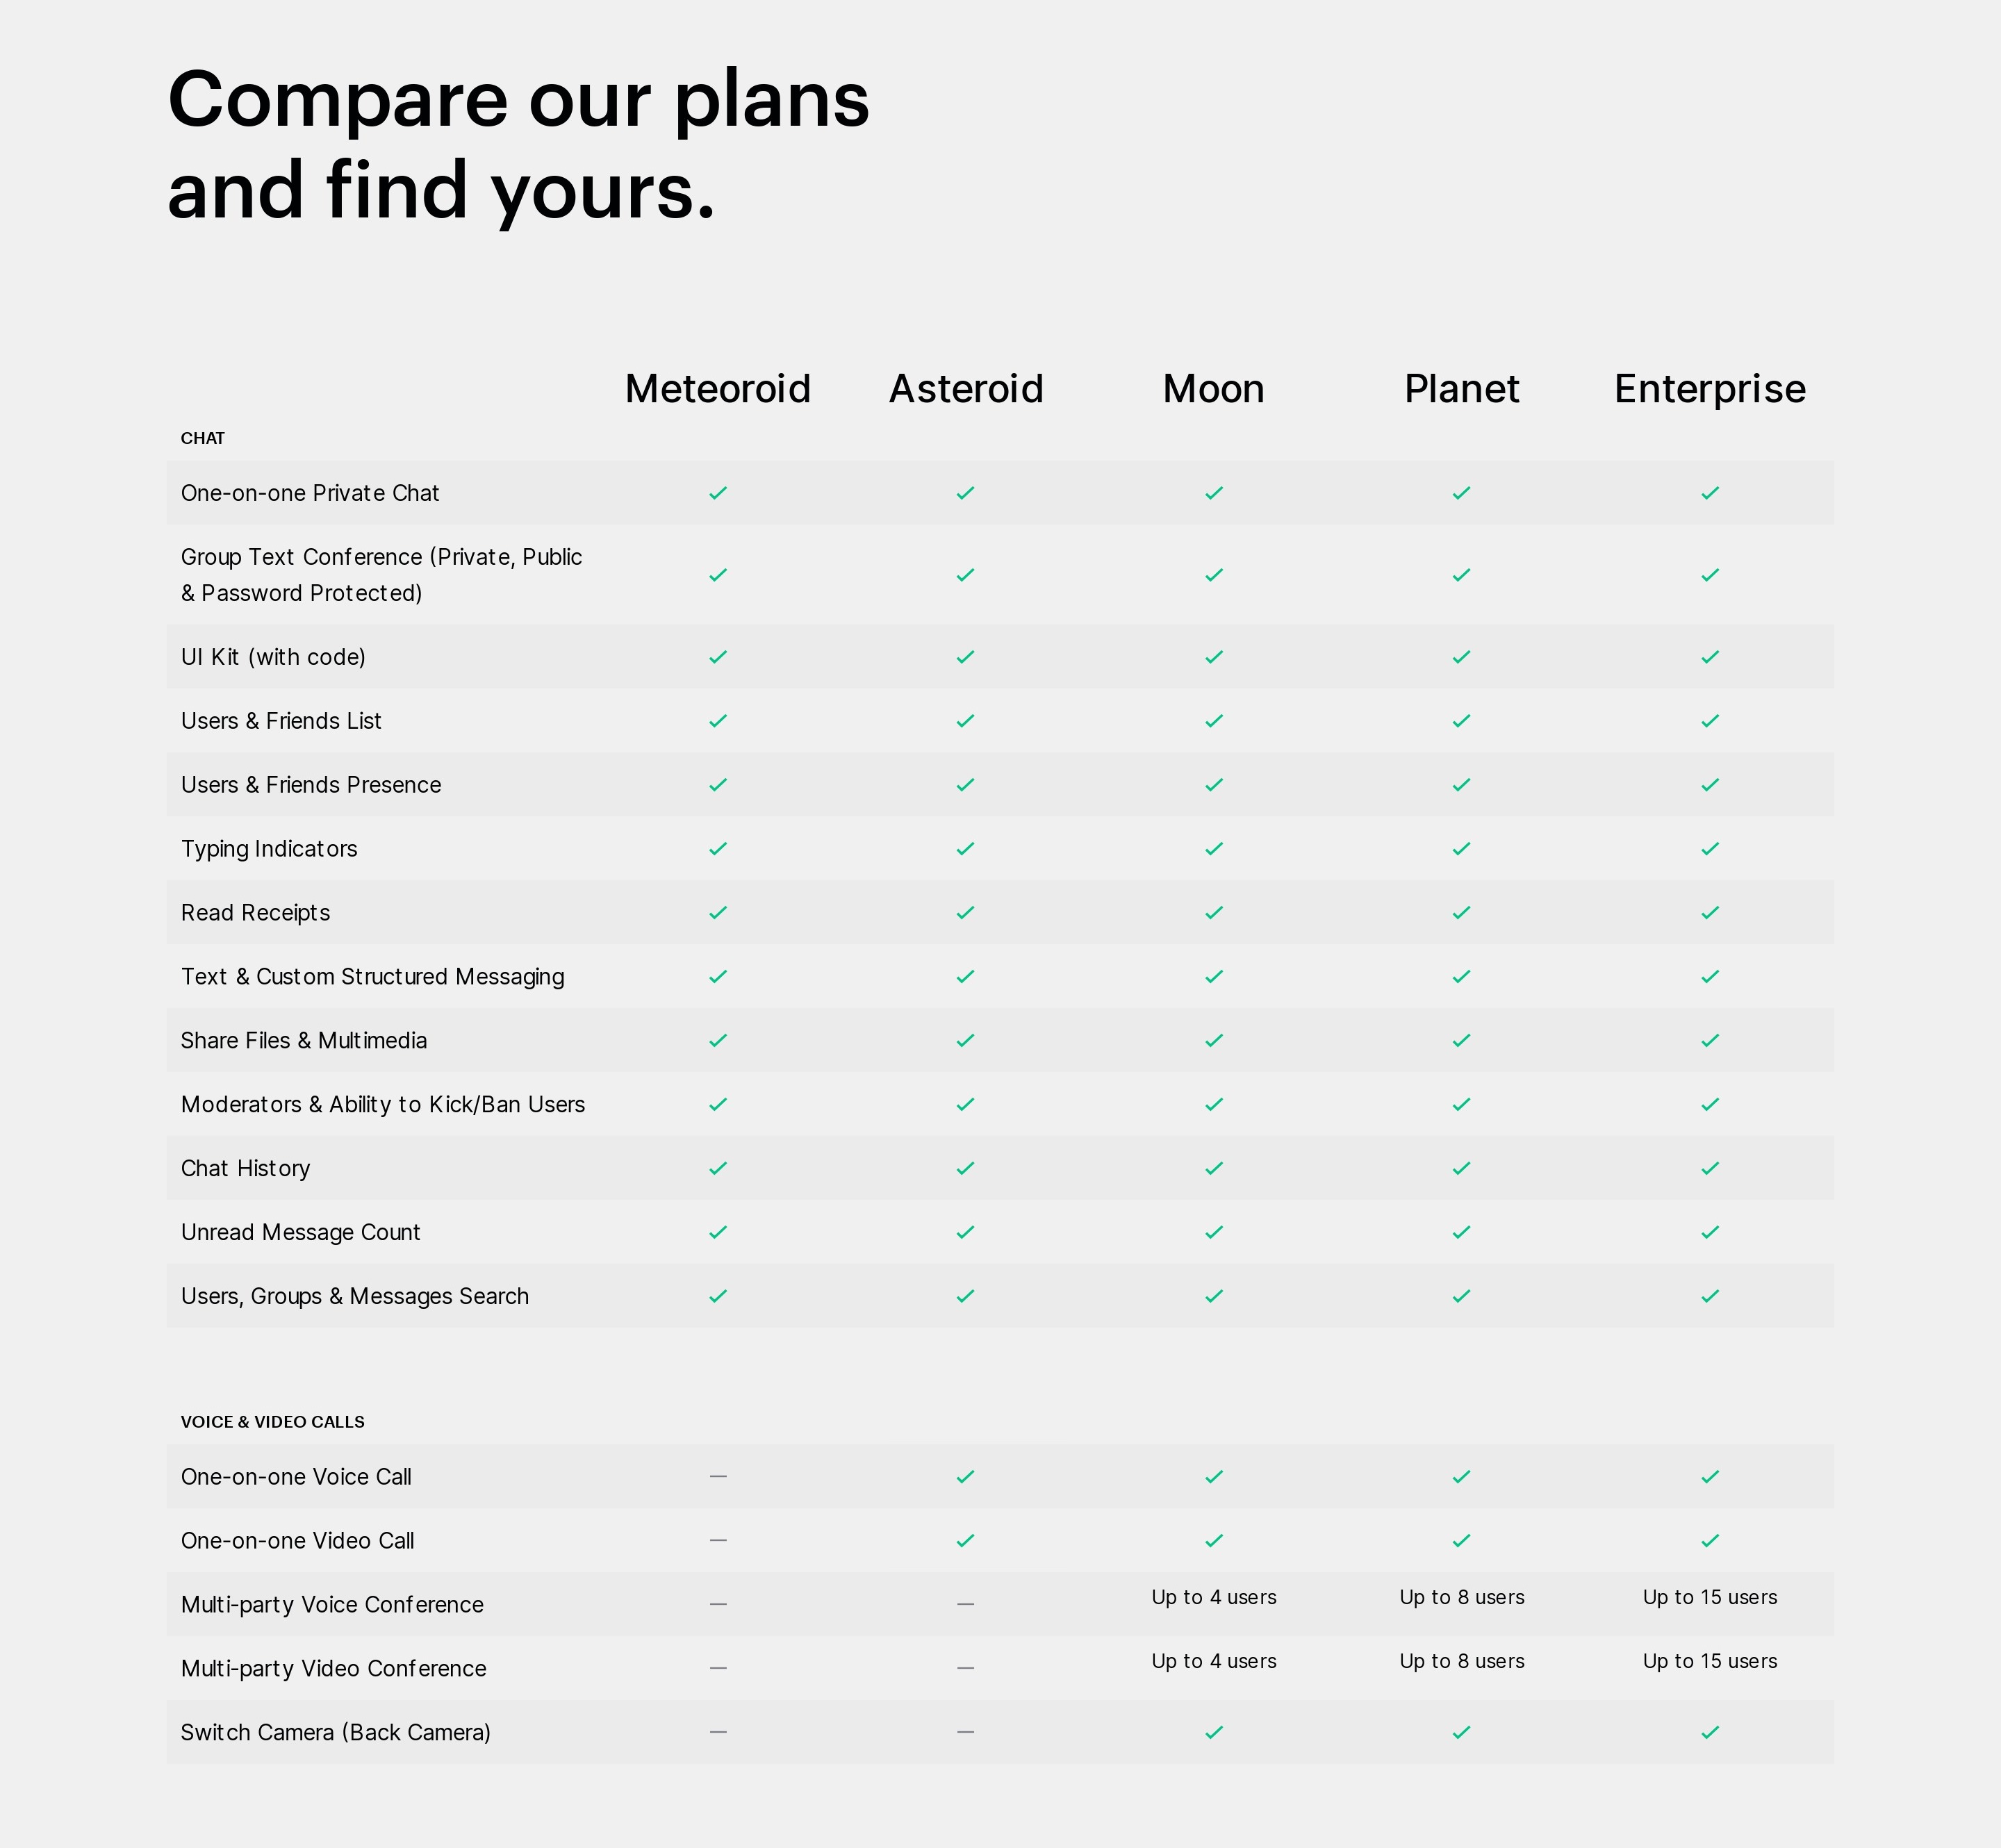 Compare our plans
and find yours.
Meteoroid Asteroid Moon Planet Enterprise
CHAT
One-on-one Private Chat
Group Text Conference (Private, Public
& Password Protected)
UI Kit (with code)
Users & Friends List
Users & Friends Presence
Typing Indicators
Read Receipts
Text & Custom Structured Messaging
Share Files & Multimedia
Moderators & Ability to Kick/Ban Users
Chat History
Unread Message Count
Users, Groups & Messages Search
VOICE & VIDEO CALLS
One-on-one Voice Call
One-on-one Video Call
Multi-party Voice Conference Up to 4 users Up to 8 users Up to 15 users
Multi-party Video Conference Up to 4 users Up to 8 users Up to 15 users
Switch Camera (Back Camera)